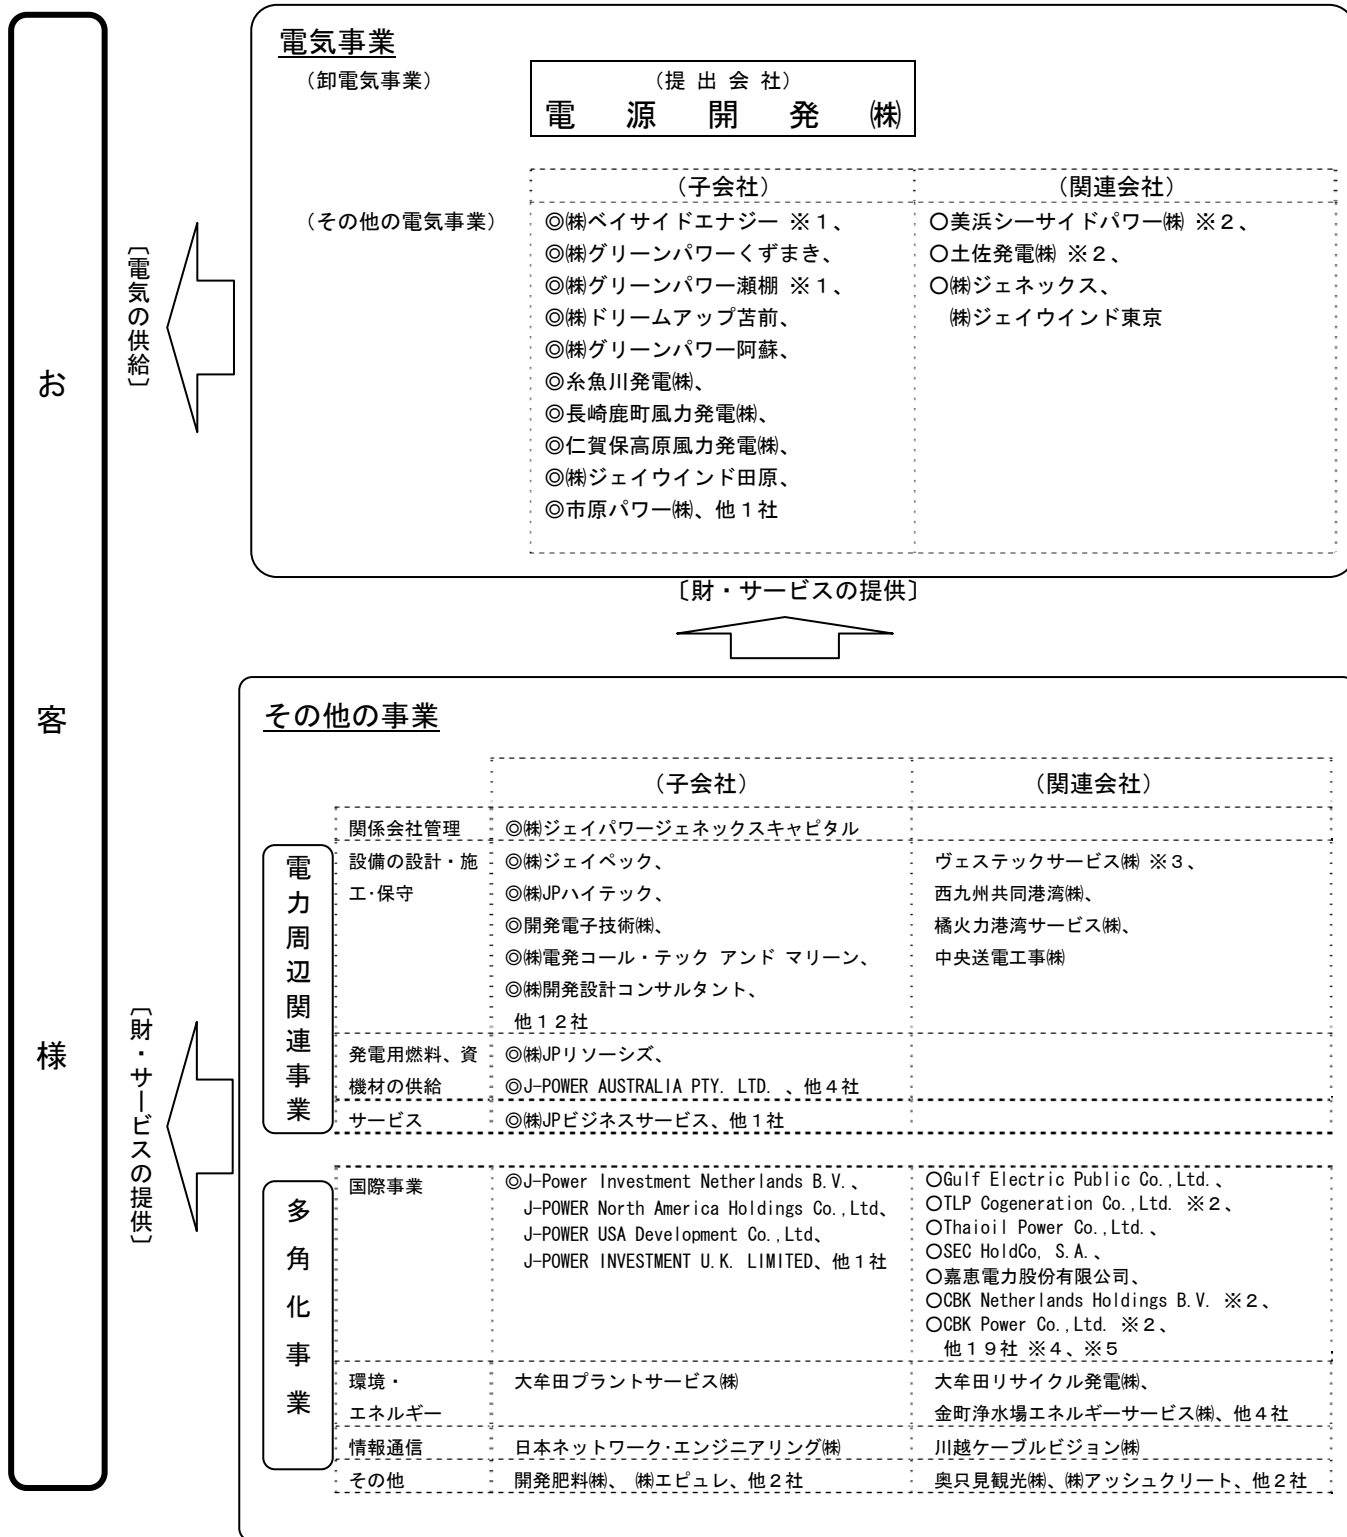 お客様
電気事業
(卸電気事業)
(提出会社)
電源開発㈱
(子会社)
(関連会社)
(その他の電気事業)
◎㈱ベイサイドエナジー ※1、
◎㈱グリーンパワーくずまき、
◎㈱グリーンパワー瀬棚 ※1、
◎㈱ドリームアップ苫前、
◎㈱グリーンパワー阿蘇、
◎糸魚川発電㈱、
◎長崎鹿町風力発電㈱、
◎仁賀保高原風力発電㈱、
◎㈱ジェイウインド田原、
◎市原パワー㈱、他1社
○美浜シーサイドパワー㈱ ※2、
○土佐発電㈱ ※2、
○㈱ジェネックス、
㈱ジェイウインド東京
〔電気の供給〕
〔財・サービスの提供〕
その他の事業
(子会社)
(関連会社)
関係会社管理
◎㈱ジェイパワージェネックスキャピタル
電力周辺関連事業
設備の設計・施
工・保守
◎㈱ジェイペック、
◎㈱JPハイテック、
◎開発電子技術㈱、
◎㈱電発コール・テック アンド マリーン、
◎㈱開発設計コンサルタント、
他12社
ヴェステックサービス㈱ ※3、
西九州共同港湾㈱、
橘火力港湾サービス㈱、
中央送電工事㈱
発電用燃料、資
機材の供給
◎㈱JPリソーシズ、
◎J-POWER AUSTRALIA PTY. LTD. 、他4社
サービス
◎㈱JPビジネスサービス、他1社
〔財・サービスの提供〕
多角化事業
国際事業
◎J-Power Investment Netherlands B.V.、
J-POWER North America Holdings Co.,Ltd、
J-POWER USA Development Co.,Ltd、
J-POWER INVESTMENT U.K. LIMITED、他1社
○Gulf Electric Public Co.,Ltd.、
○TLP Cogeneration Co.,Ltd. ※2、
○Thaioil Power Co.,Ltd.、
○SEC HoldCo, S.A.、
○嘉恵電力股份有限公司、
○CBK Netherlands Holdings B.V. ※2、
○CBK Power Co.,Ltd. ※2、
他19社 ※4、※5
環境・
エネルギー
大牟田プラントサービス㈱
大牟田リサイクル発電㈱、
金町浄水場エネルギーサービス㈱、他4社
情報通信
日本ネットワーク・エンジニアリング㈱
川越ケーブルビジョン㈱
その他
開発肥料㈱、 ㈱エピュレ、他2社
奥只見観光㈱、㈱アッシュクリート、他2社